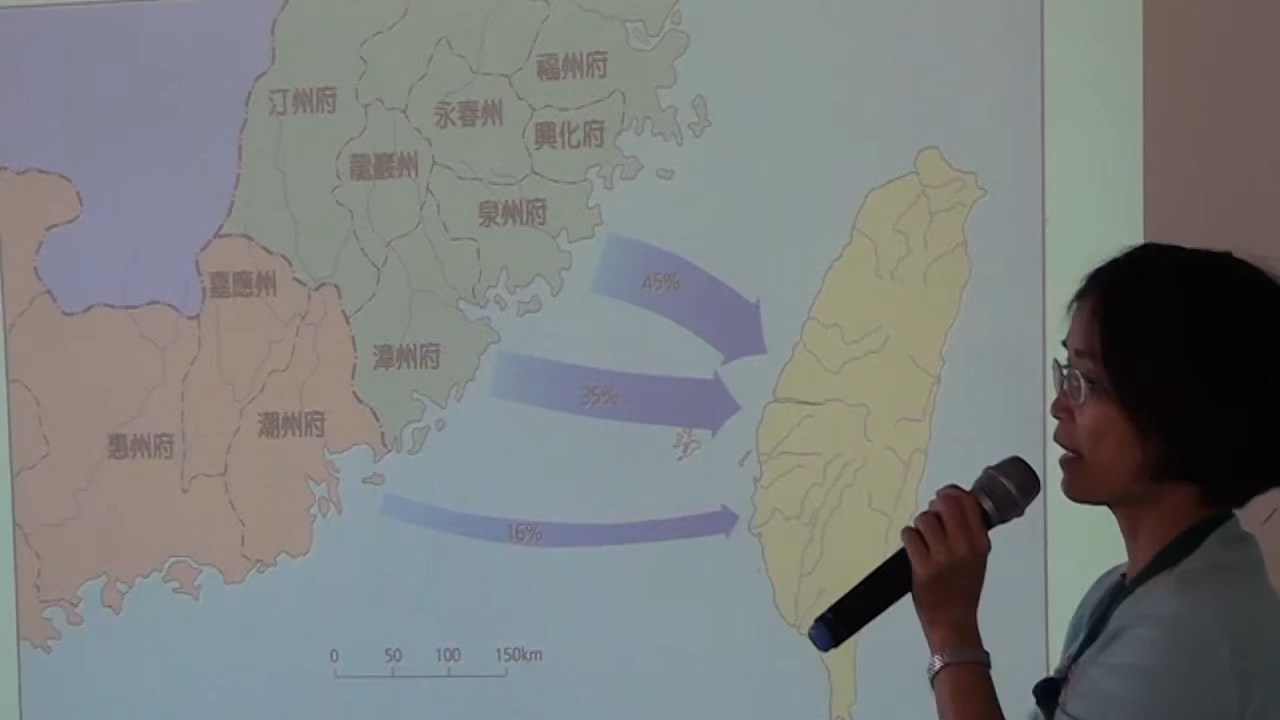 福州府
汀州府
永春州
興化府
龍巖州
泉州府
嘉應州
45%
漳州府
35%
潮州府
惠州府
16%
0 50 100 150km